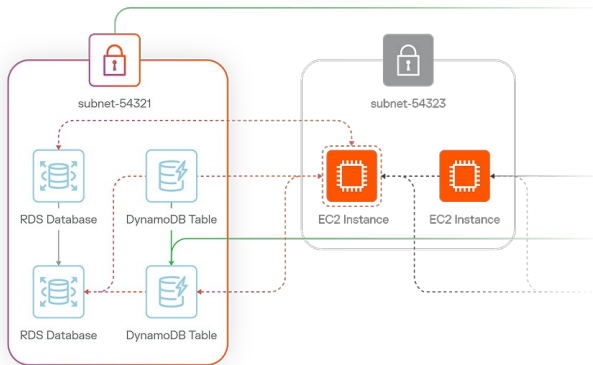 subnet-54321
subnet-54323
RDS Database
DynamoDB Table
EC2 Instance
EC2 Instance
RDS Database
DynamoDB Table